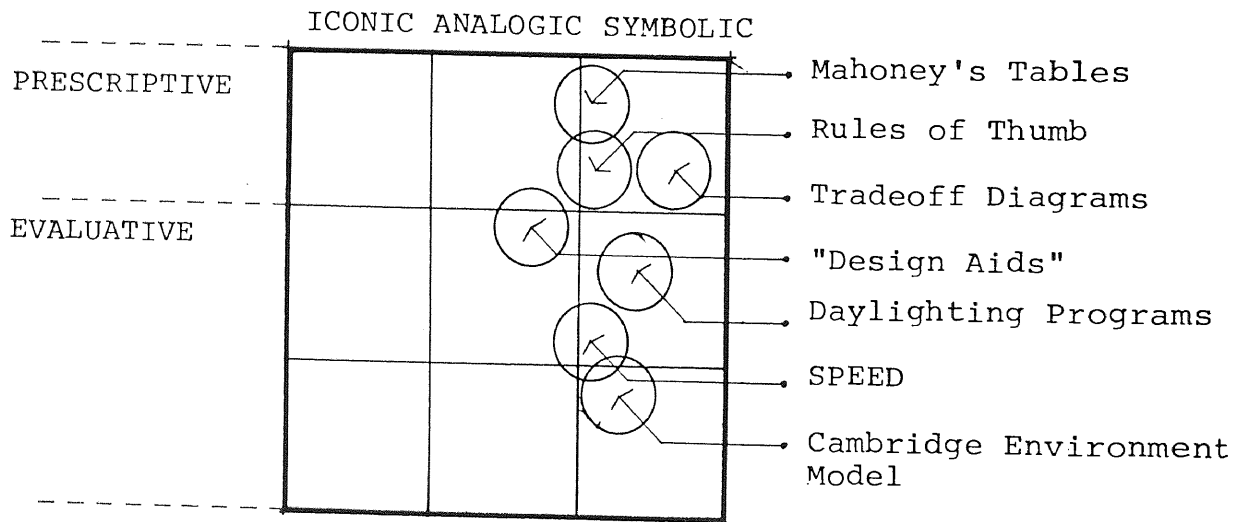 ICONIC ANALOGIC SYMBOLIC
PRESCRIPTIVE
EVALUATIVE
Mahoney's Tables
Rules of Thumb
Tradeoff Diagrams
"Design Aids"
Daylighting Programs
SPEED
Cambridge Environment
Model